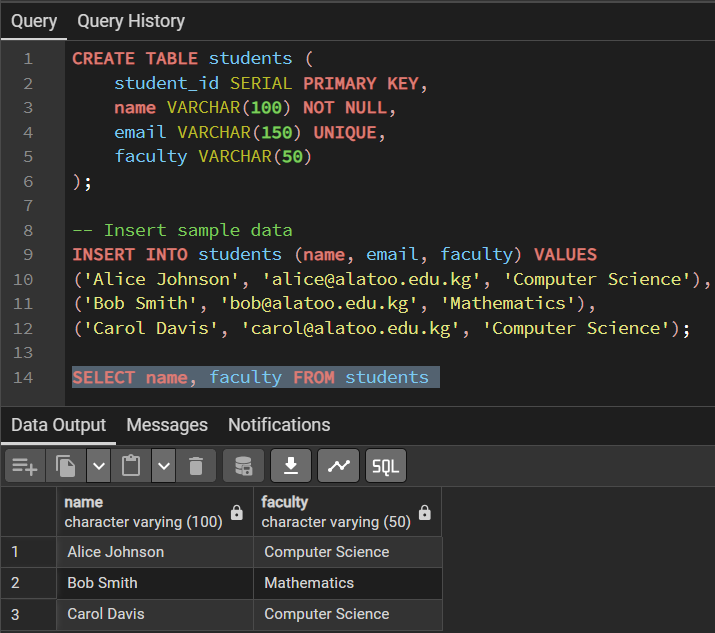 Query Query History
1 CREATE TABLE students (
2 student_id SERIAL PRIMARY KEY,
3 name VARCHAR(100) NOT NULL,
4 email VARCHAR(150) UNIQUE,
5 faculty VARCHAR(50)
6 );
7
8 -- Insert sample data
9 INSERT INTO students (name, email, faculty) VALUES
10 ('Alice Johnson', 'alice@alatoo.edu.kg', 'Computer Science'),
11 ('Bob Smith', 'bob@alatoo.edu.kg', 'Mathematics'),
12 ('Carol Davis', 'carol@alatoo.edu.kg', 'Computer Science');
13
14 SELECT name, faculty FROM students
Data Output Messages Notifications
SQL
name faculty
character varying (100) character varying (50)
1 Alice Johnson Computer Science
2 Bob Smith Mathematics
3 Carol Davis Computer Science